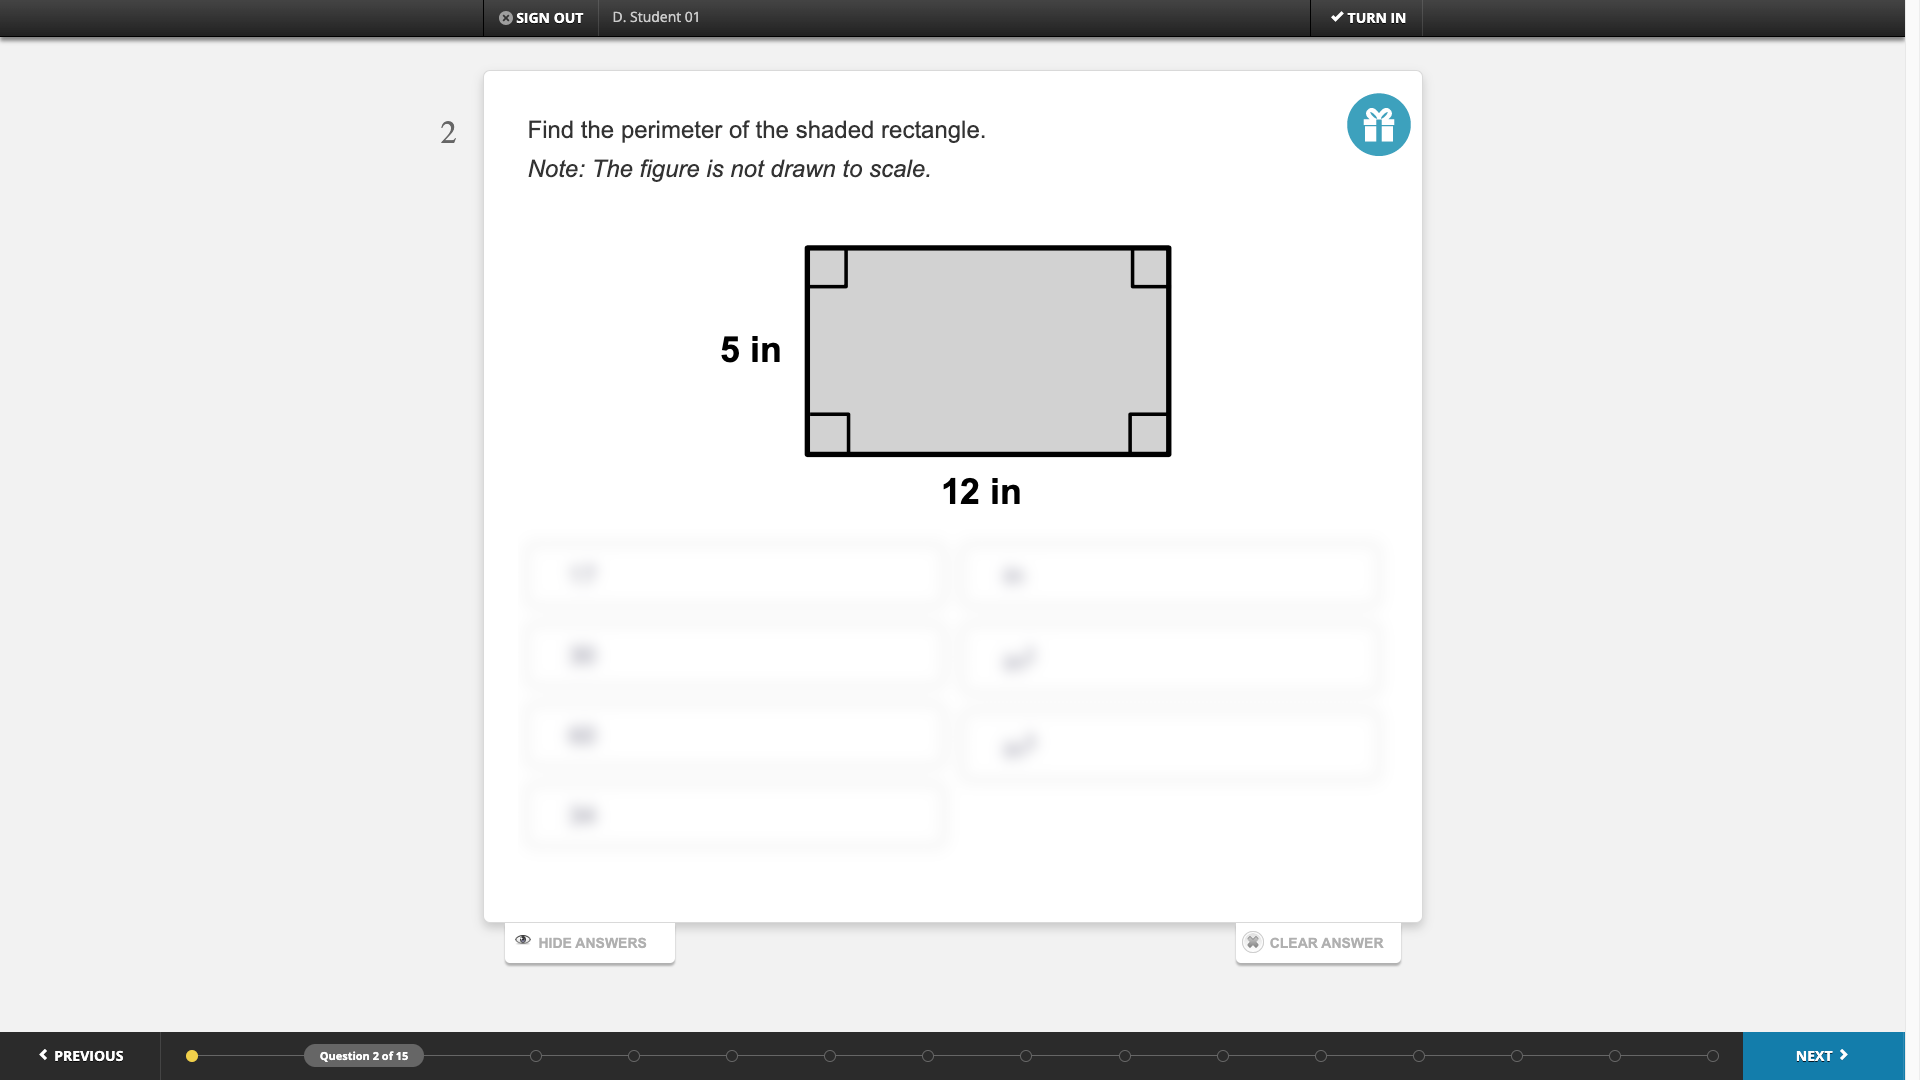 SIGN OUT
D. Student 01
TURN IN
2
Find the perimeter of the shaded rectangle.
Note: The figure is not drawn to scale.
5 in
12 in
HIDE ANSWERS
CLEAR ANSWER
PREVIOUS
Question 2 of 15
NEXT